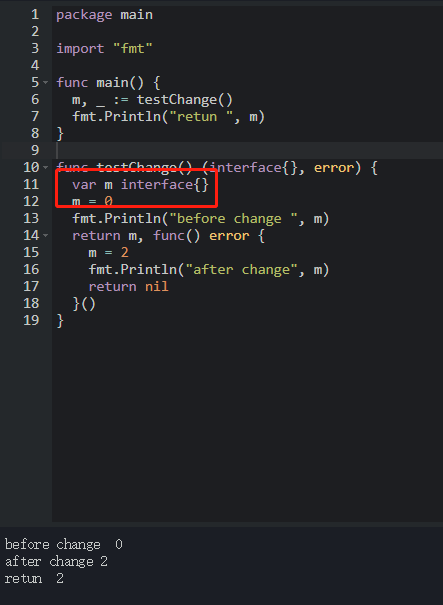 1 package main
2
3 import "fmt"
4
5 func main() {
6 m, _ := testChange()
7 fmt.Println("retun ", m)
8 }
9
10 func testChange() (interface{}, error) {
11 var m interface{}
12 m = 0
13 fmt.Println("before change ", m)
14 return m, func() error {
15 m = 2
16 fmt.Println("after change", m)
17 return nil
18 }()
19 }
before change  0
after change 2
retun  2